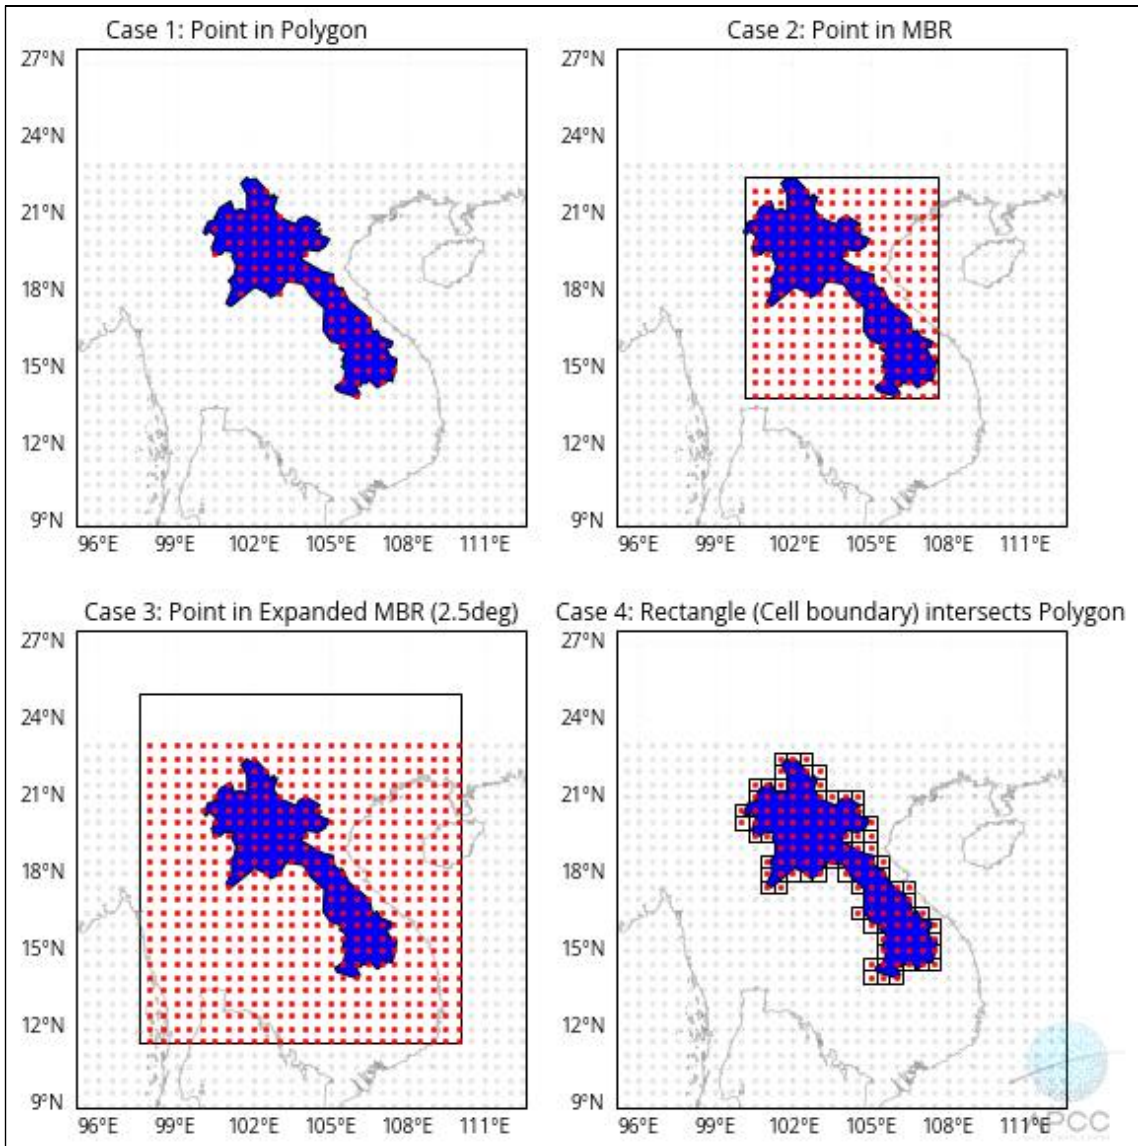 Case 1: Point in Polygon
27°N
24°N
21°N
18°N
15°N
12°N
9°N
96°E 99°E 102°E 105°E 108°E 111°E
Case 2: Point in MBR
27°N
24°N
21°N
18°N
15°N
12°N
9°N
96°E 99°E 102°E 105°E 108°E 111°E
Case 3: Point in Expanded MBR (2.5deg)
27°N
24°N
21°N
18°N
15°N
12°N
9°N
96°E 99°E 102°E 105°E 108°E 111°E
Case 4: Rectangle (Cell boundary) intersects Polygon
27°N
24°N
21°N
18°N
15°N
12°N
9°N
96°E 99°E 102°E 105°E 108°E 111°E
APCC